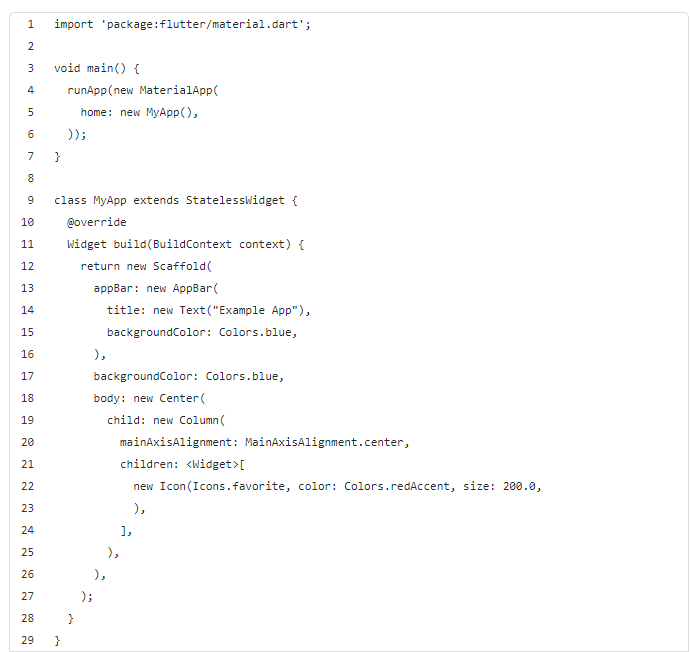 1 import 'package:flutter/material.dart';
2
3 void main() {
4   runApp(new MaterialApp(
5     home: new MyApp(),
6   ));
7 }
8
9 class MyApp extends StatelessWidget {
10   @override
11   Widget build(BuildContext context) {
12     return new Scaffold(
13       appBar: new AppBar(
14         title: new Text("Example App"),
15         backgroundColor: Colors.blue,
16       ),
17       backgroundColor: Colors.blue,
18       body: new Center(
19         child: new Column(
20           mainAxisAlignment: MainAxisAlignment.center,
21           children: <Widget>[
22             new Icon(Icons.favorite, color: Colors.redAccent, size: 200.0,
23             ),
24           ],
25         ),
26       ),
27     );
28   }
29 }